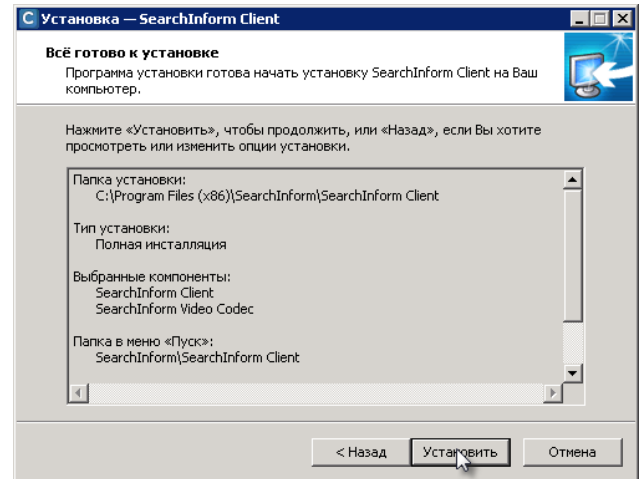 C Установка — SearchInform Client
Всё готово к установке
Программа установки готова начать установку SearchInform Client на Ваш
компьютер.
Нажмите «Установить», чтобы продолжить, или «Назад», если Вы хотите
просмотреть или изменить опции установки.
Папка установки:
C:\Program Files (x86)\SearchInform\SearchInform Client
Тип установки:
Полная инсталляция
Выбранные компоненты:
SearchInform Client
SearchInform Video Codec
Папка в меню «Пуск»:
SearchInform\SearchInform Client
< Назад
Установить
Отмена